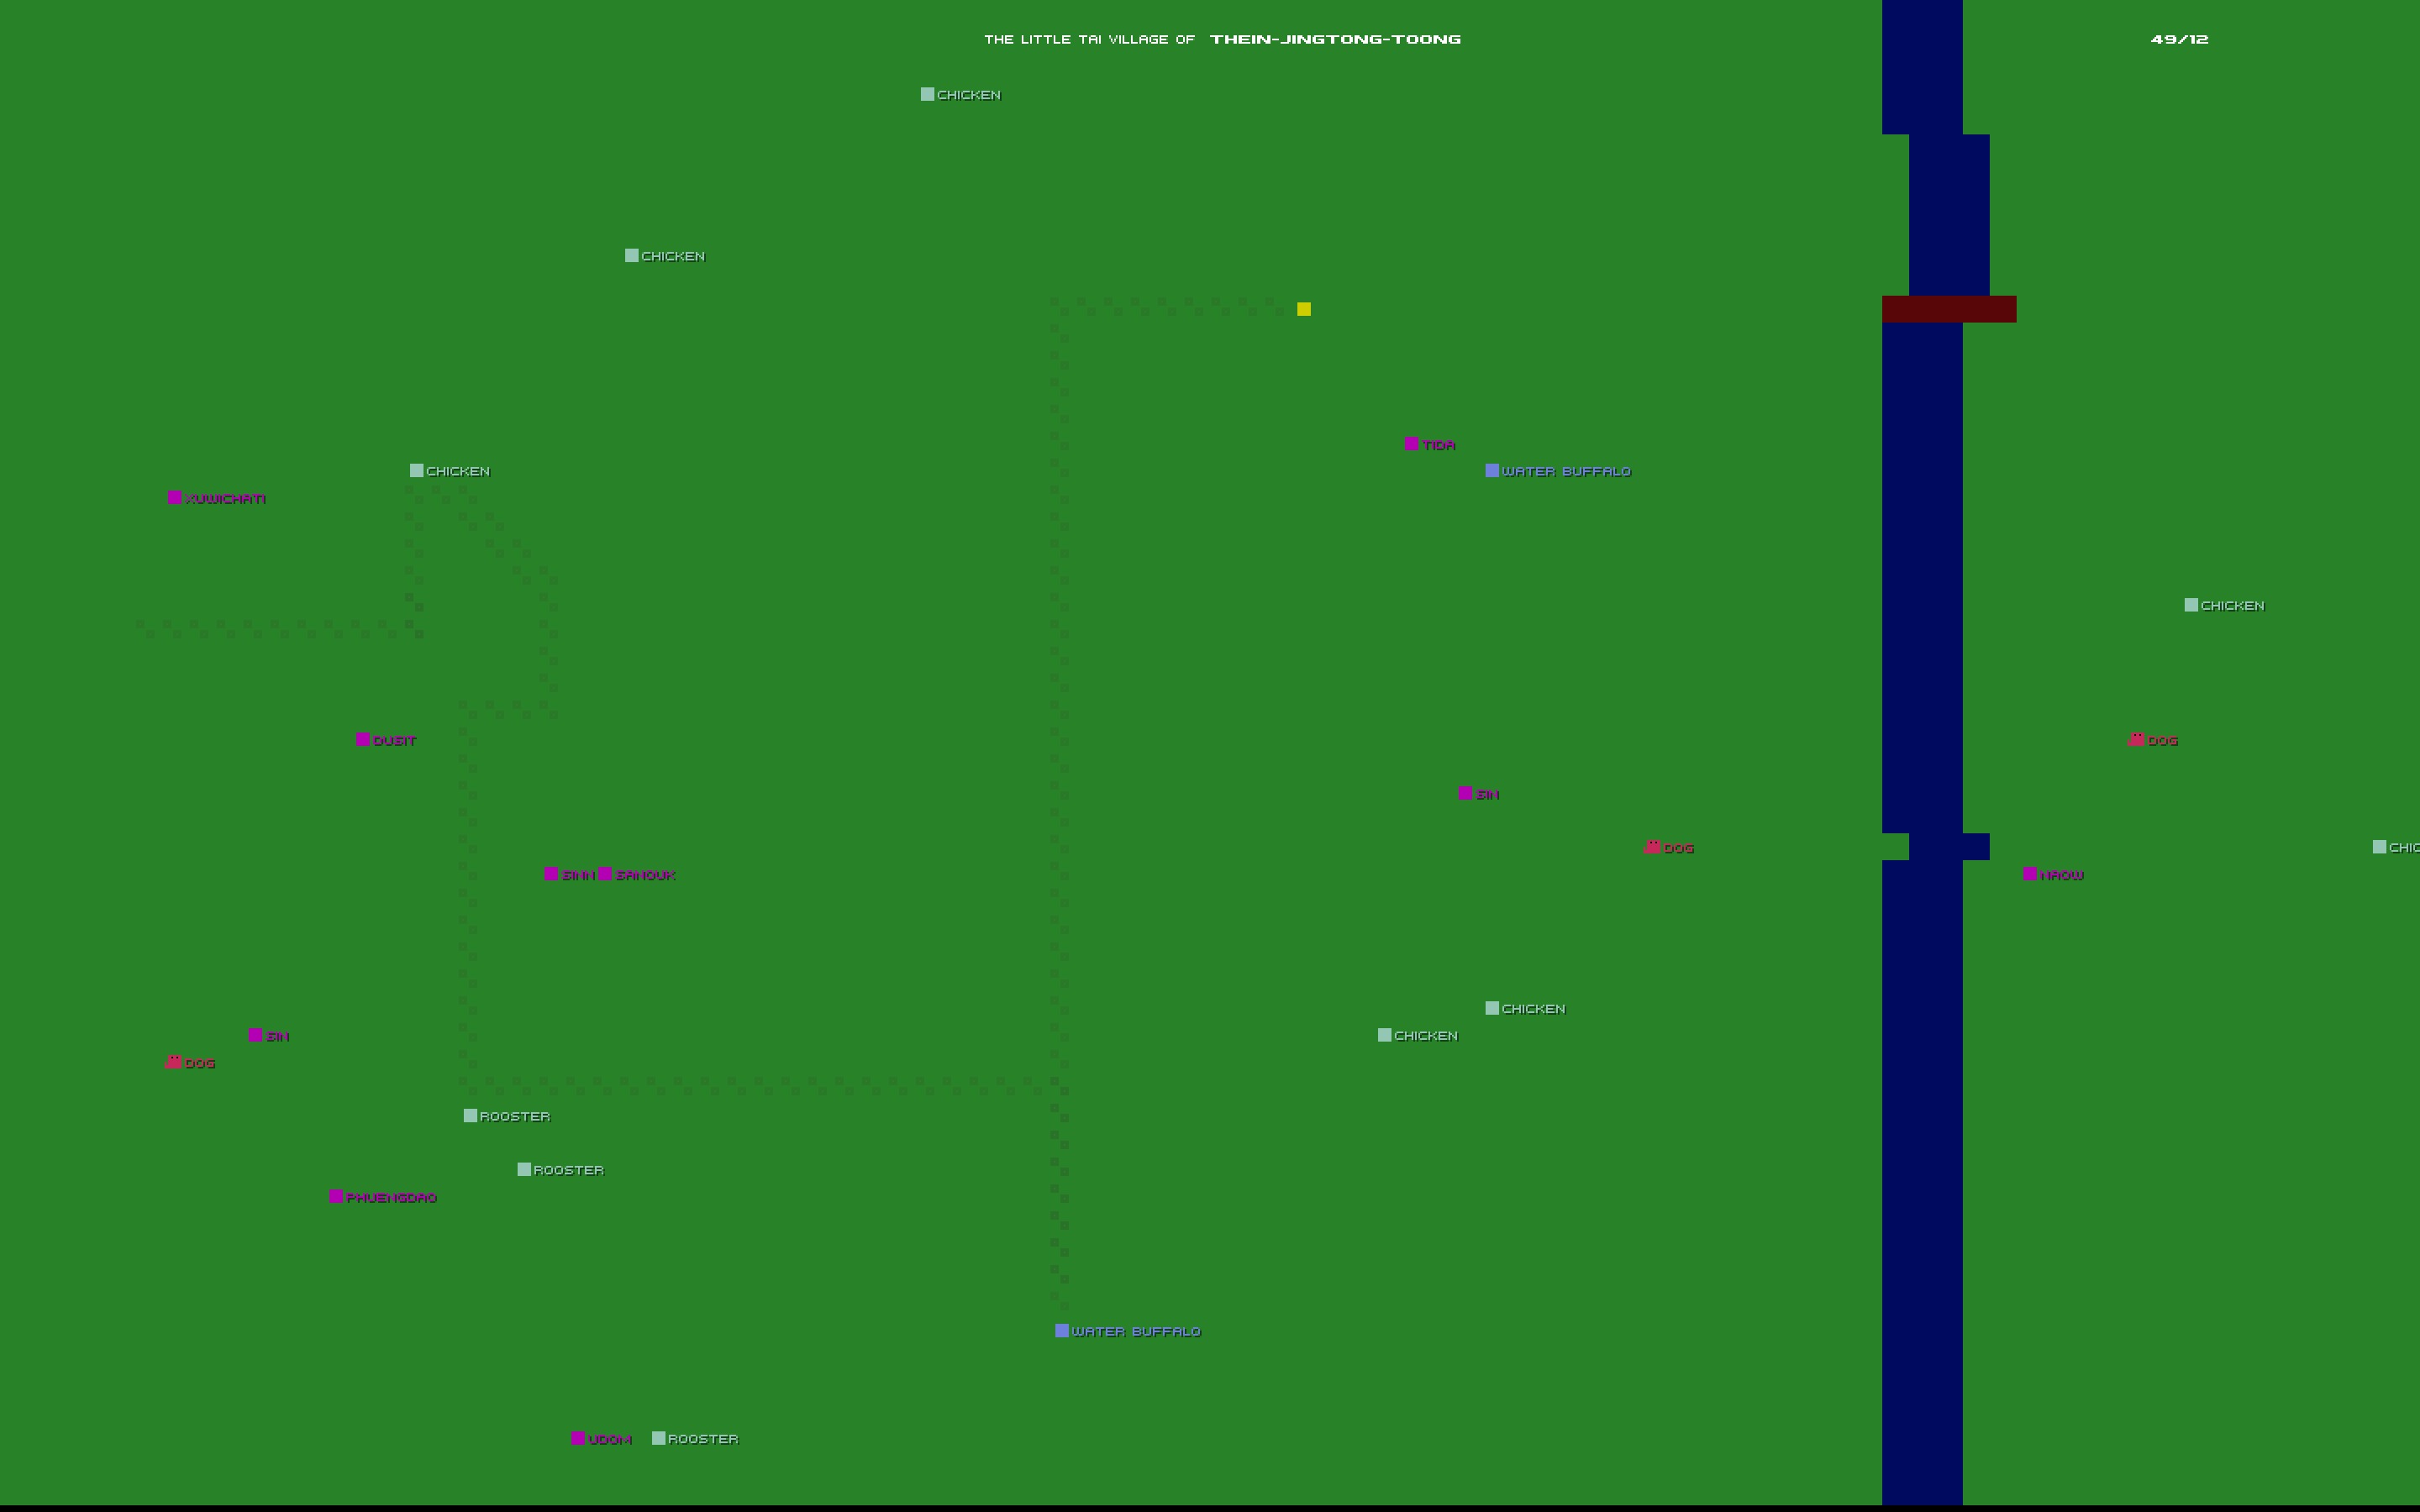 THE LITTLE TAI VILLAGE OF THEIN-JINGTONG-TOONG
49/12
CHICKEN
CHICKEN
TIDA
CHICKEN
WATER BUFFALO
XUWICHATI
CHICKEN
DUSIT
DOG
SIN
DOG
CHIC
SINN
SANOUK
NAOW
CHICKEN
SIN
CHICKEN
DOG
ROOSTER
ROOSTER
PHUENGDAO
WATER BUFFALO
UDOM
ROOSTER